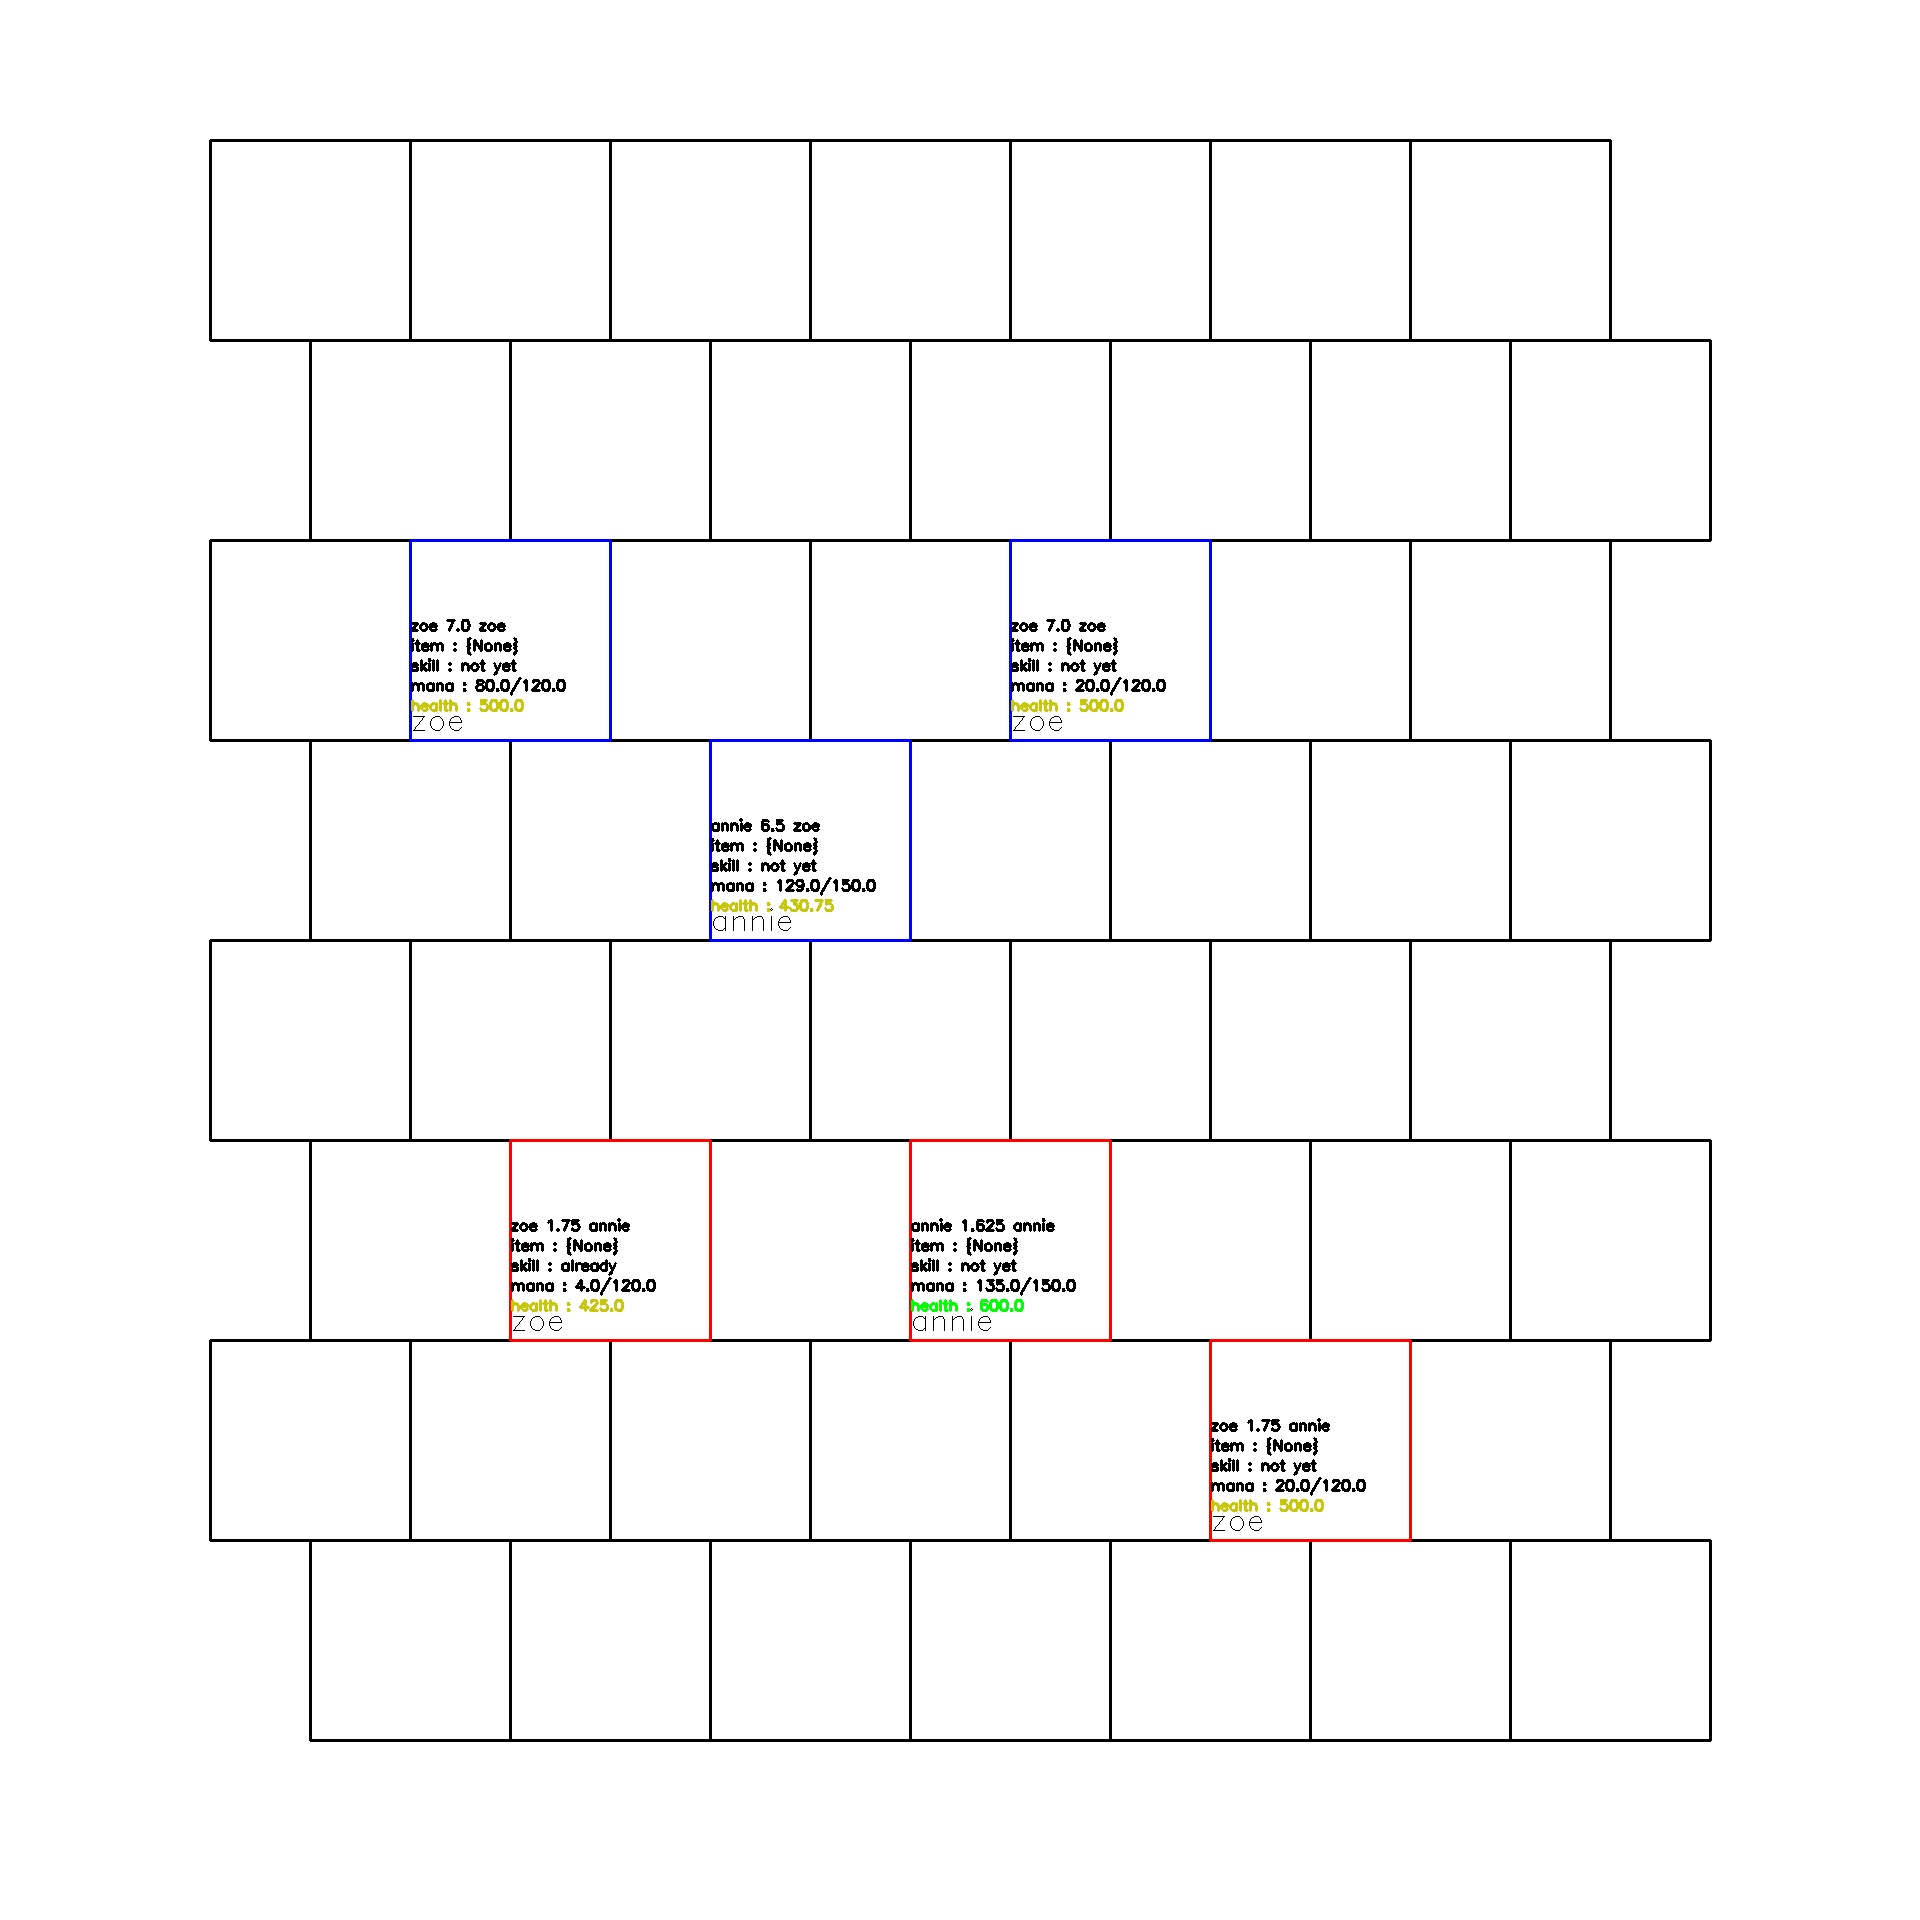 zoe 7.0 zoe
item : {None}
skill : not yet
mana : 80.0/120.0
health : 500.0
zoe
zoe 7.0 zoe
item : {None}
skill : not yet
mana : 20.0/120.0
health : 500.0
zoe
annie 6.5 zoe
item : {None}
skill : not yet
mana : 129.0/150.0
health : 430.75
annie
zoe 1.75 annie
item : {None}
skill : already
mana : 4.0/120.0
health : 425.0
zoe
annie 1.625 annie
item : {None}
skill : not yet
mana : 135.0/150.0
health : 600.0
annie
zoe 1.75 annie
item : {None}
skill : not yet
mana : 20.0/120.0
health : 500.0
zoe